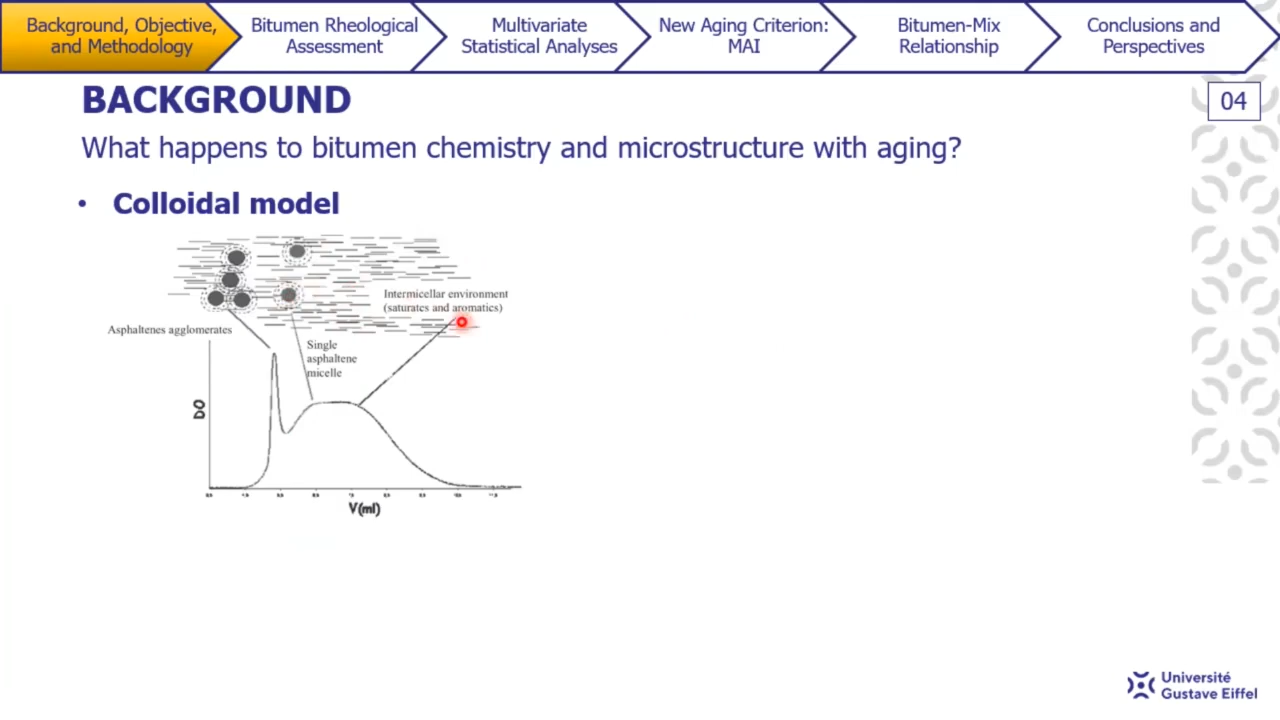 Background, Objective,
and Methodology
Bitumen Rheological
Assessment
Multivariate
Statistical Analyses
New Aging Criterion:
MAI
Bitumen-Mix
Relationship
Conclusions and
Perspectives
BACKGROUND
04
What happens to bitumen chemistry and microstructure with aging?
• Colloidal model
Intermicellar environment
(saturates and aromatics)
Asphaltenes agglomerates
Single
asphaltene
micelle
DO
V(ml)
Université
Gustave Eiffel